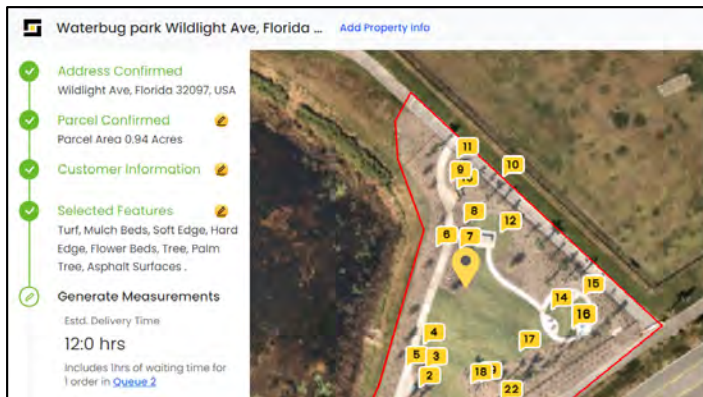 Waterbug park Wildlight Ave, Florida ... Add Property Info
Address Confirmed
Wildlight Ave, Florida 32097, USA
Parcel Confirmed
Parcel Area 0.94 Acres
Customer Information
Selected Features
Turf, Mulch Beds, Soft Edge, Hard
Edge, Flower Beds, Tree, Palm
Tree, Asphalt Surfaces .
Generate Measurements
Estd. Delivery Time
12:0 hrs
Includes 1hrs of waiting time for
1 order in Queue 2
11
9
10
8
12
6
7
15
14
16
4
17
5
3
2
18
22